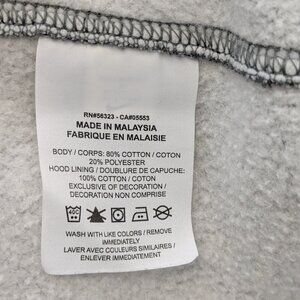 RN#56323 - CA#05553
MADE IN MALAYSIA
FABRIQUE EN MALAISIE
BODY / CORPS: 80% COTTON / COTON
20% POLYESTER
HOOD LINING / DOUBLURE DE CAPUCHE:
100% COTTON / COTON
EXCLUSIVE OF DECORATION /
DECORATION NON COMPRISE
WASH WITH LIKE COLORS / REMOVE
IMMEDIATELY
LAVER AVEC COULEURS SIMILAIRES /
ENLEVER IMMEDIATEMENT